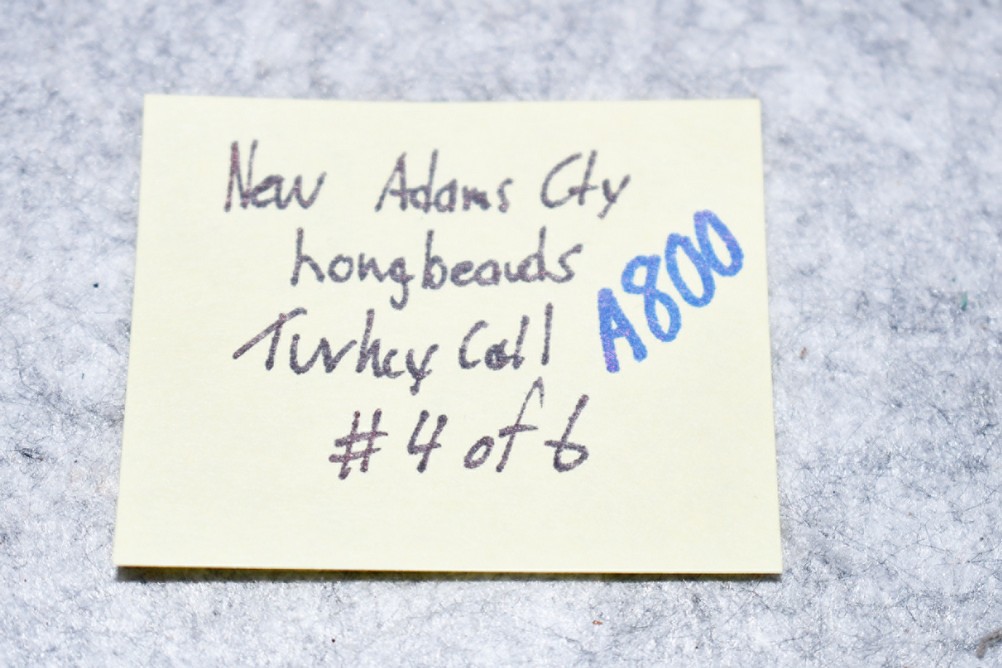 New Adams Cty
Longbeards
Turkey Call
#4 of 6
A800